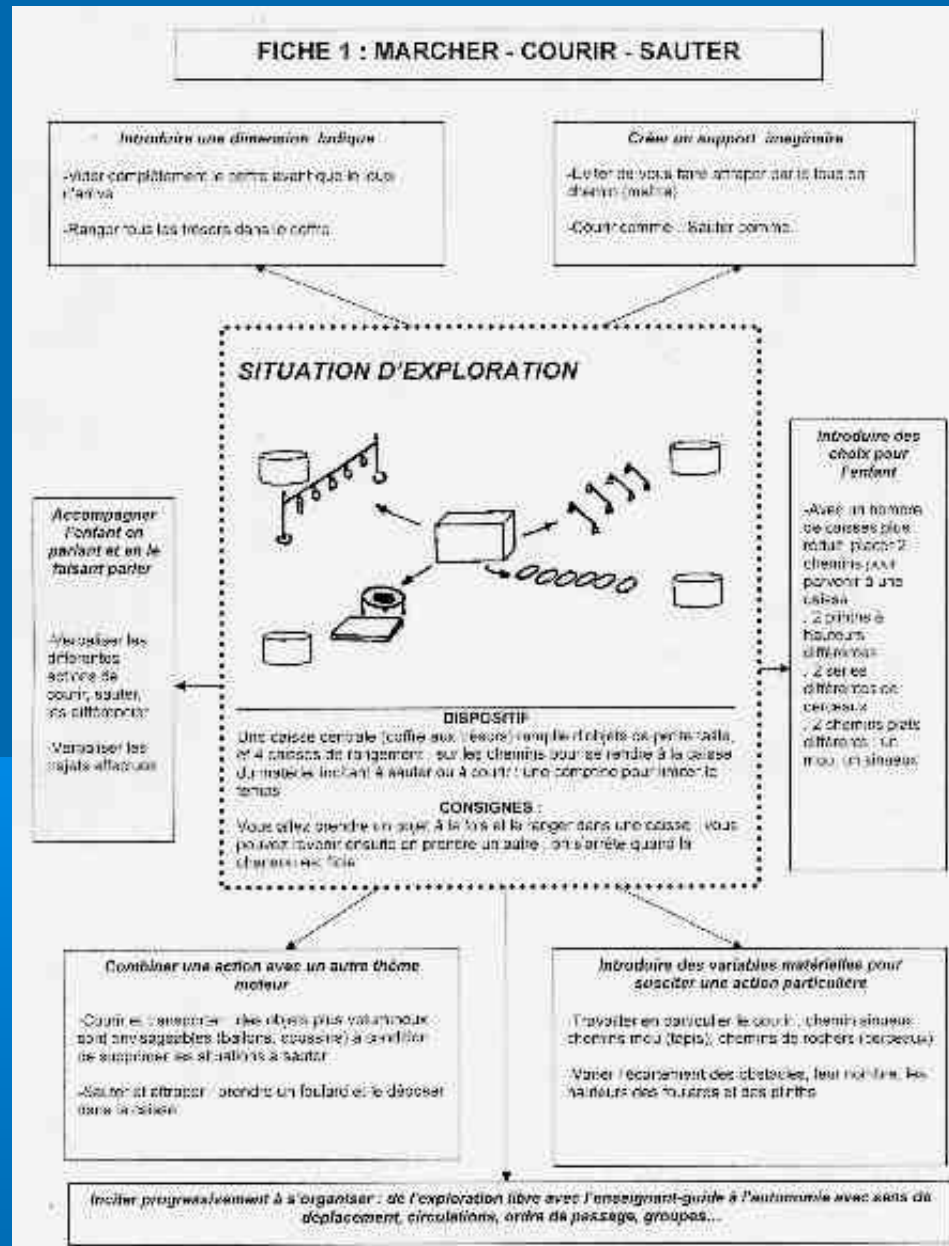 FICHE 1 : MARCHER - COURIR - SAUTER
Introduire une dimension ludique
-Vider complètement le coffre avant que le loup
n'arrive
-Ranger tous les trésors dans le coffre
Créer un support imaginaire
-Eviter de vous faire attraper par le loup en
chemin (maître)
-Courir comme... Sauter comme...
SITUATION D'EXPLORATION
Accompagner
l'enfant en
parlant et en le
faisant parler
-Verbaliser les
différentes
actions de
courir, sauter,
les différencier
-Verbaliser les
trajets effectués
Introduire des
choix pour
l'enfant
-Avec un nombre
de caisses plus
réduit, placer 2
chemins pour
parvenir à une
caisse
. 2 plinths à
hauteurs
différentes
. 2 séries
différentes de
cerceaux
. 2 chemins plats
différents : un
mou, un sinueux
DISPOSITIF
Une caisse centrale (coffre aux trésors) remplie d'objets de petite taille,
et 4 caisses de rangement ; sur les chemins pour se rendre à la caisse
du matériel incitant à sauter ou à courir ; une comptine pour limiter le
temps
CONSIGNES :
Vous allez prendre un objet à la fois et le ranger dans une caisse ; vous
pouvez revenir ensuite en prendre un autre ; on s'arrête quand la
chanson est finie
Combiner une action avec un autre thème
moteur
-Courir et transporter : des objets plus volumineux
sont envisageables (ballons, coussins) à condition
de supprimer les situations à sauter
-Sauter et attraper : prendre un foulard et le déposer
dans la caisse
Introduire des variables matérielles pour
susciter une action particulière
-Travailler en particulier le courir : chemin sinueux,
chemins mou (tapis), chemins de rochers (cerceaux)
-Varier l'écartement des obstacles, leur nombre, les
hauteurs des et des plinths
Inciter progressivement à s'organiser : de l'exploration libre avec l'enseignant-guide à l'autonomie avec sens de
déplacement, circulations, ordre de passage, groupes...